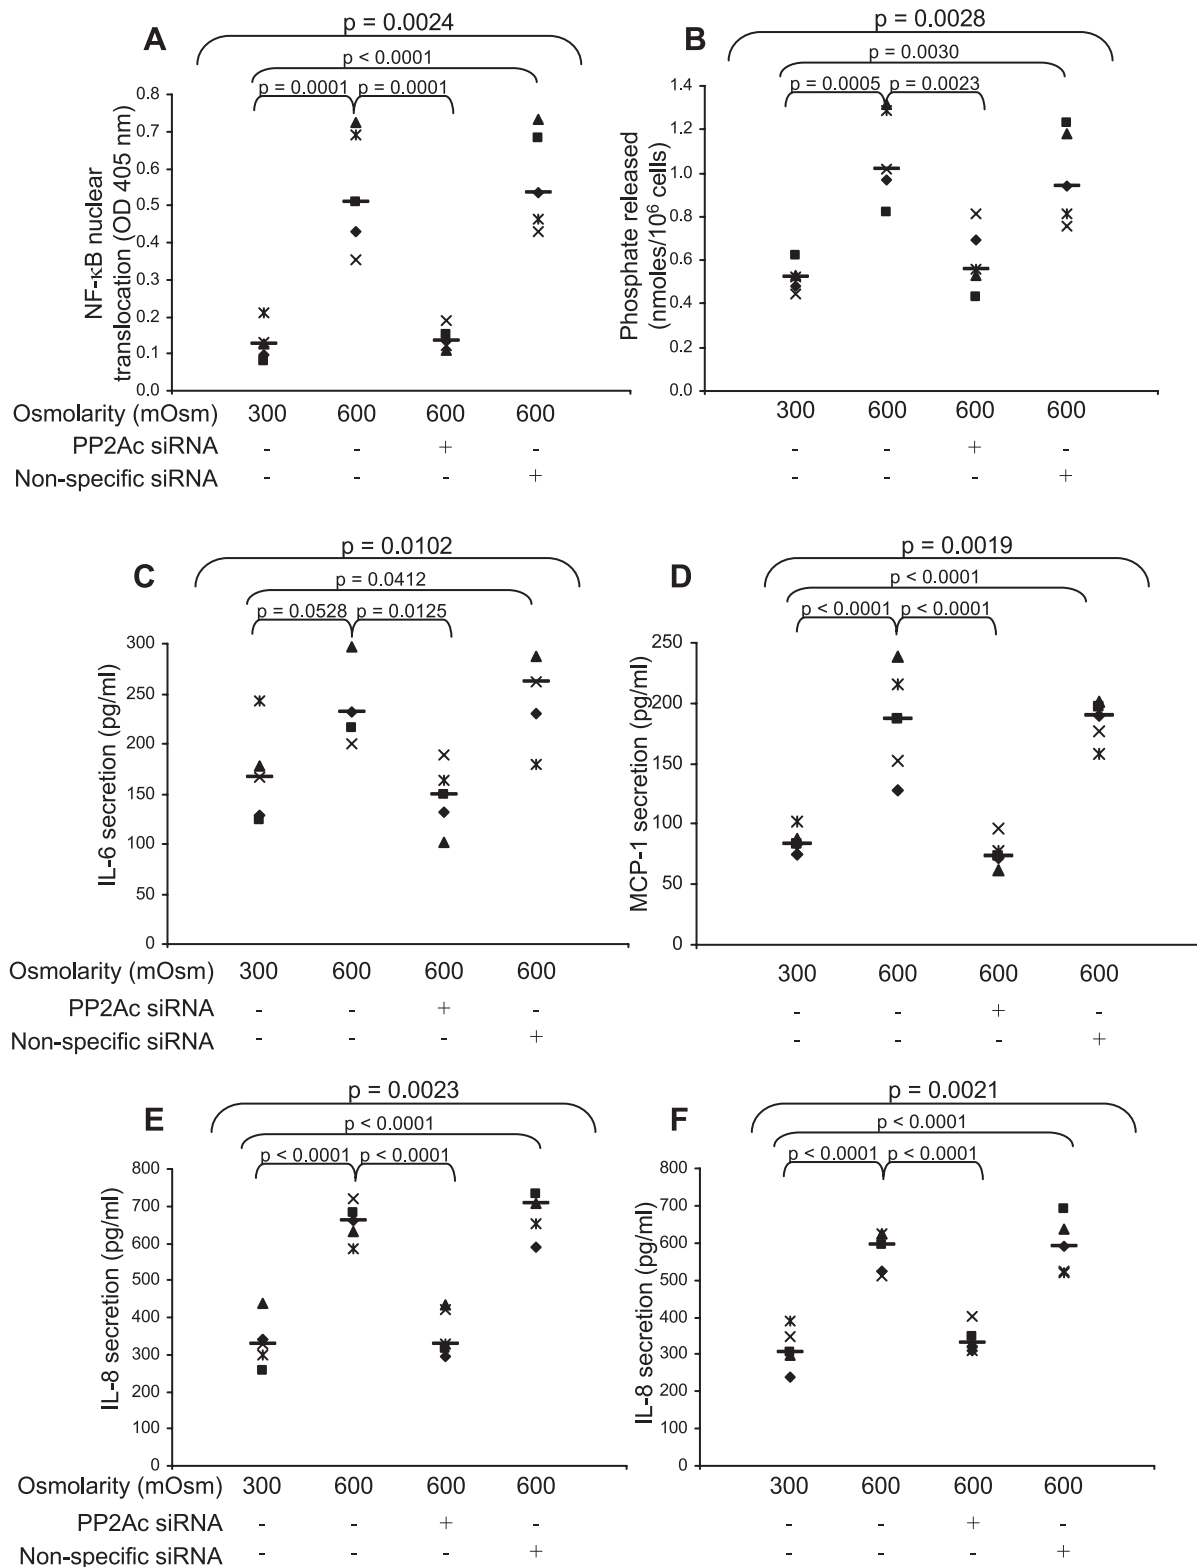 A
p = 0.0024
p < 0.0001
p = 0.0001
p = 0.0001
NF-κB nuclear
translocation (OD 405 nm)
0.8
0.7
0.6
0.5
0.4
0.3
0.2
0.1
0.0
B
p = 0.0028
p = 0.0030
p = 0.0005
p = 0.0023
Phosphate released
(nmoles/10⁶ cells)
1.4
1.2
1.0
0.8
0.6
0.4
0.2
0.0
Osmolarity (mOsm) 300 600 600 600 300 600 600 600
PP2Ac siRNA - - + - - - + -
Non-specific siRNA - - - + - - - +
C
p = 0.0102
p = 0.0412
p = 0.0528
p = 0.0125
IL-6 secretion (pg/ml)
300
250
200
150
100
50
0
D
p = 0.0019
p < 0.0001
p < 0.0001
p < 0.0001
MCP-1 secretion (pg/ml)
250
200
150
100
50
0
Osmolarity (mOsm) 300 600 600 600 300 600 600 600
PP2Ac siRNA - - + - - - + -
Non-specific siRNA - - - + - - - +
E
p = 0.0023
p < 0.0001
p < 0.0001
p < 0.0001
IL-8 secretion (pg/ml)
800
700
600
500
400
300
200
100
0
F
p = 0.0021
p < 0.0001
p < 0.0001
p < 0.0001
IL-8 secretion (pg/ml)
800
700
600
500
400
300
200
100
0
Osmolarity (mOsm) 300 600 600 600 300 600 600 600
PP2Ac siRNA - - + - - - + -
Non-specific siRNA - - - + - - - +